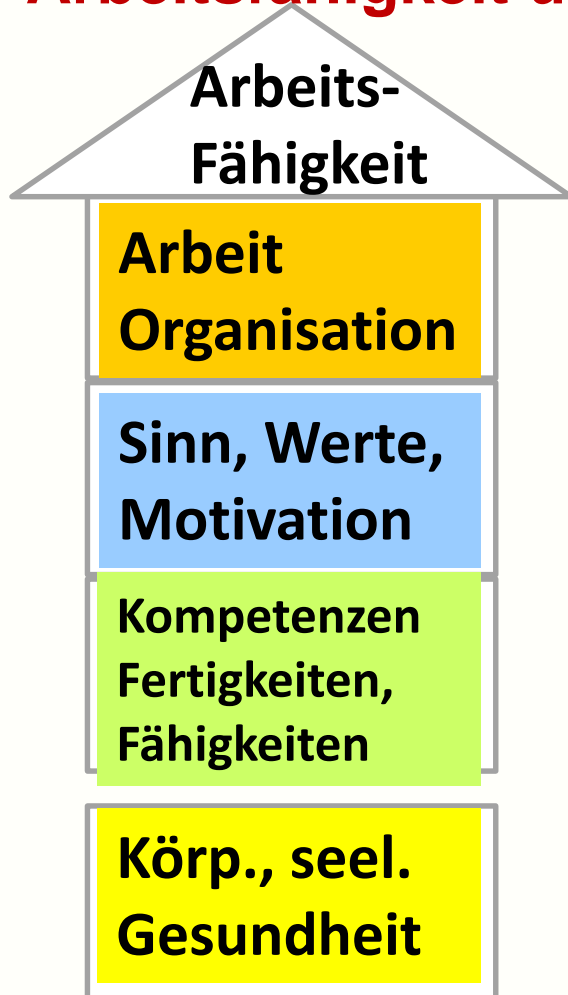 Arbeits-
Fähigkeit
Arbeit
Organisation
Sinn, Werte,
Motivation
Kompetenzen
Fertigkeiten,
Fähigkeiten
Körp., seel.
Gesundheit